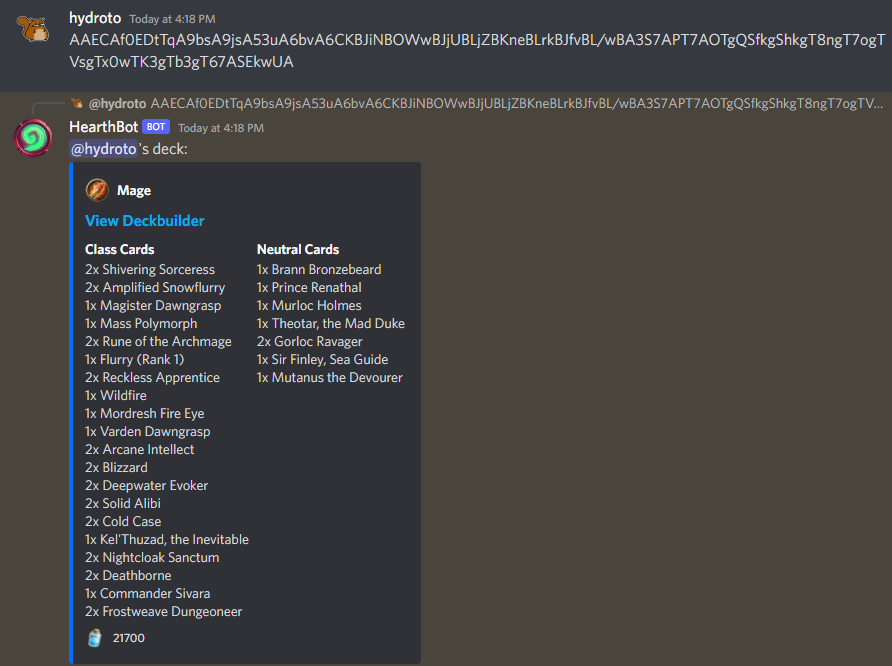 hydroto Today at 4:18 PM
AAECAf0EDtTqA9bsA9jsA53uA6bvA6CKBJiNBOWwBJjUBLjZBKneBLrkBJfvBL/wBA3S7APT7AOTgQSfkgShkgT8ngT7ogT
VsgTx0wTK3gTb3gT67ASEkwUA
@hydroto AAECAf0EDtTqA9bsA9jsA53uA6bvA6CKBJiNBOWwBJjUBLjZBKneBLrkBJfvBL/wBA3S7APT7AOTgQSfkgShkgT8ngT7ogTV...
HearthBot BOT Today at 4:18 PM
@hydroto 's deck:
Mage
View Deckbuilder
Class Cards
2x Shivering Sorceress
2x Amplified Snowflurry
1x Magister Dawngrasp
1x Mass Polymorph
2x Rune of the Archmage
1x Flurry (Rank 1)
2x Reckless Apprentice
1x Wildfire
1x Mordresh Fire Eye
1x Varden Dawngrasp
2x Arcane Intellect
2x Blizzard
2x Deepwater Evoker
2x Solid Alibi
2x Cold Case
1x Kel'Thuzad, the Inevitable
2x Nightcloak Sanctum
2x Deathborne
1x Commander Sivara
2x Frostweave Dungeoneer
Neutral Cards
1x Brann Bronzebeard
1x Prince Renathal
1x Murloc Holmes
1x Theotar, the Mad Duke
2x Gorloc Ravager
1x Sir Finley, Sea Guide
1x Mutanus the Devourer
21700